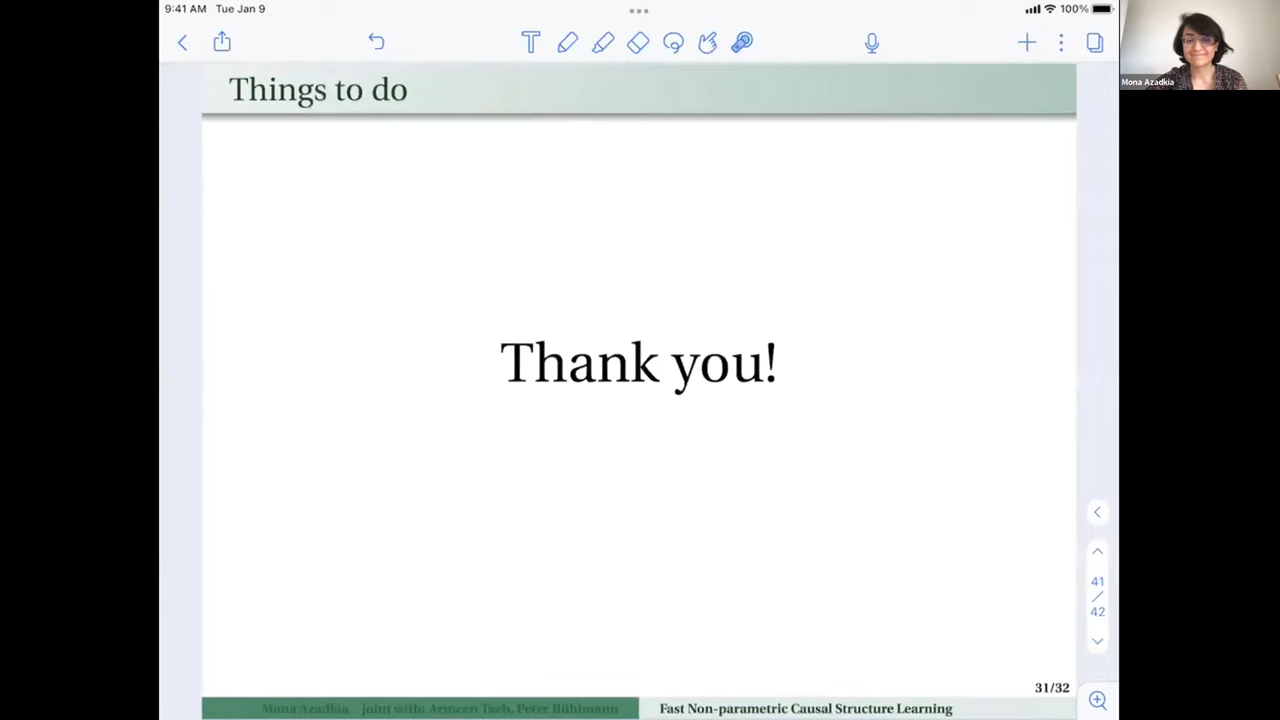 9:41 AM Tue Jan 9
100%
Mona Azadkia
Things to do
Thank you!
41
42
31/32
Mona Azadkia joint with: Armeen Taeb, Peter Bühlmann
Fast Non-parametric Causal Structure Learning